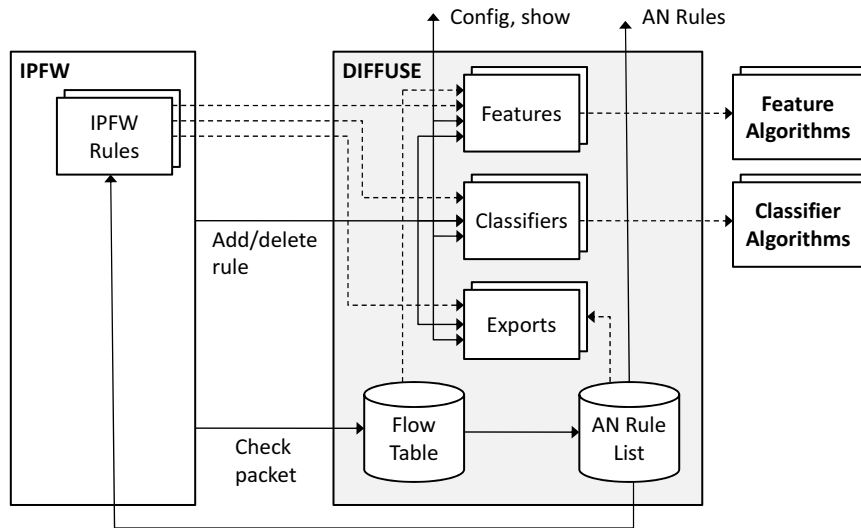 Config, show
AN Rules
IPFW
DIFFUSE
IPFW
Rules
Features
Feature
Algorithms
Classifiers
Classifier
Algorithms
Add/delete
rule
Exports
Flow
Table
AN Rule
List
Check
packet